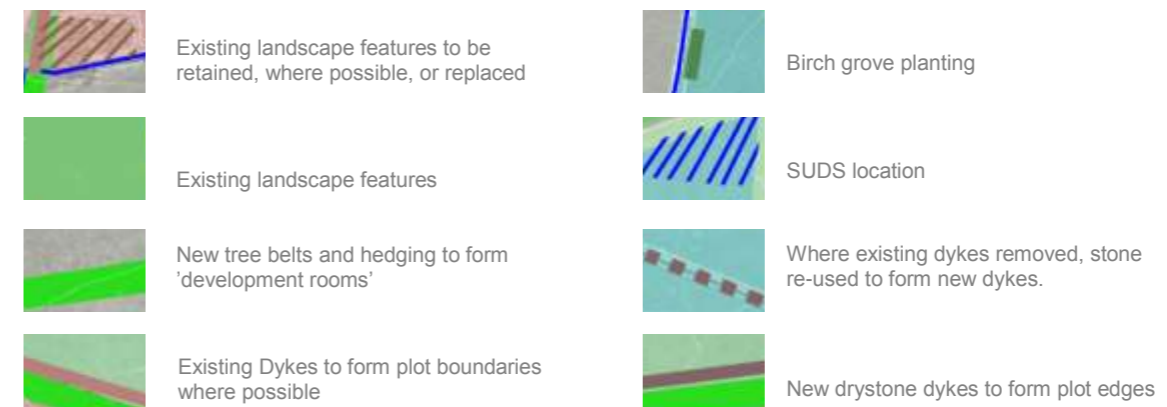 Existing landscape features to be
retained, where possible, or replaced
Existing landscape features
New tree belts and hedging to form
’development rooms’
Existing Dykes to form plot boundaries
where possible
Birch grove planting
SUDS location
Where existing dykes removed, stone
re-used to form new dykes.
New drystone dykes to form plot edges